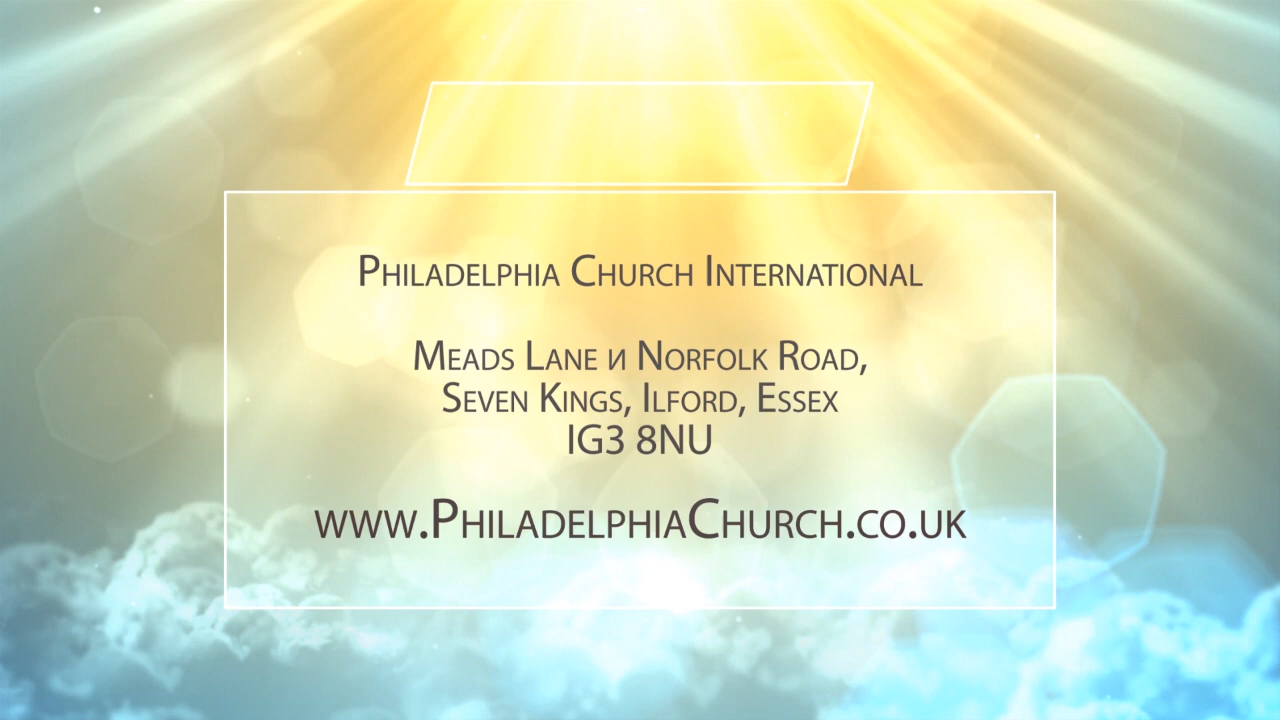 Philadelphia Church International
Meads Lane и Norfolk Road,
Seven Kings, Ilford, Essex
IG3 8NU
www.PhiladelphiaChurch.co.uk